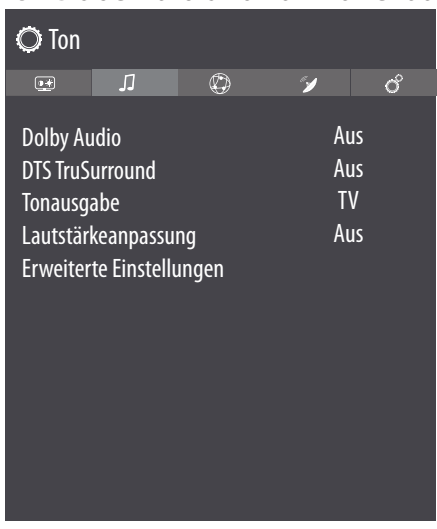 Ton
Dolby Audio Aus
DTS TruSurround Aus
Tonausgabe TV
Lautstärkeanpassung Aus
Erweiterte Einstellungen